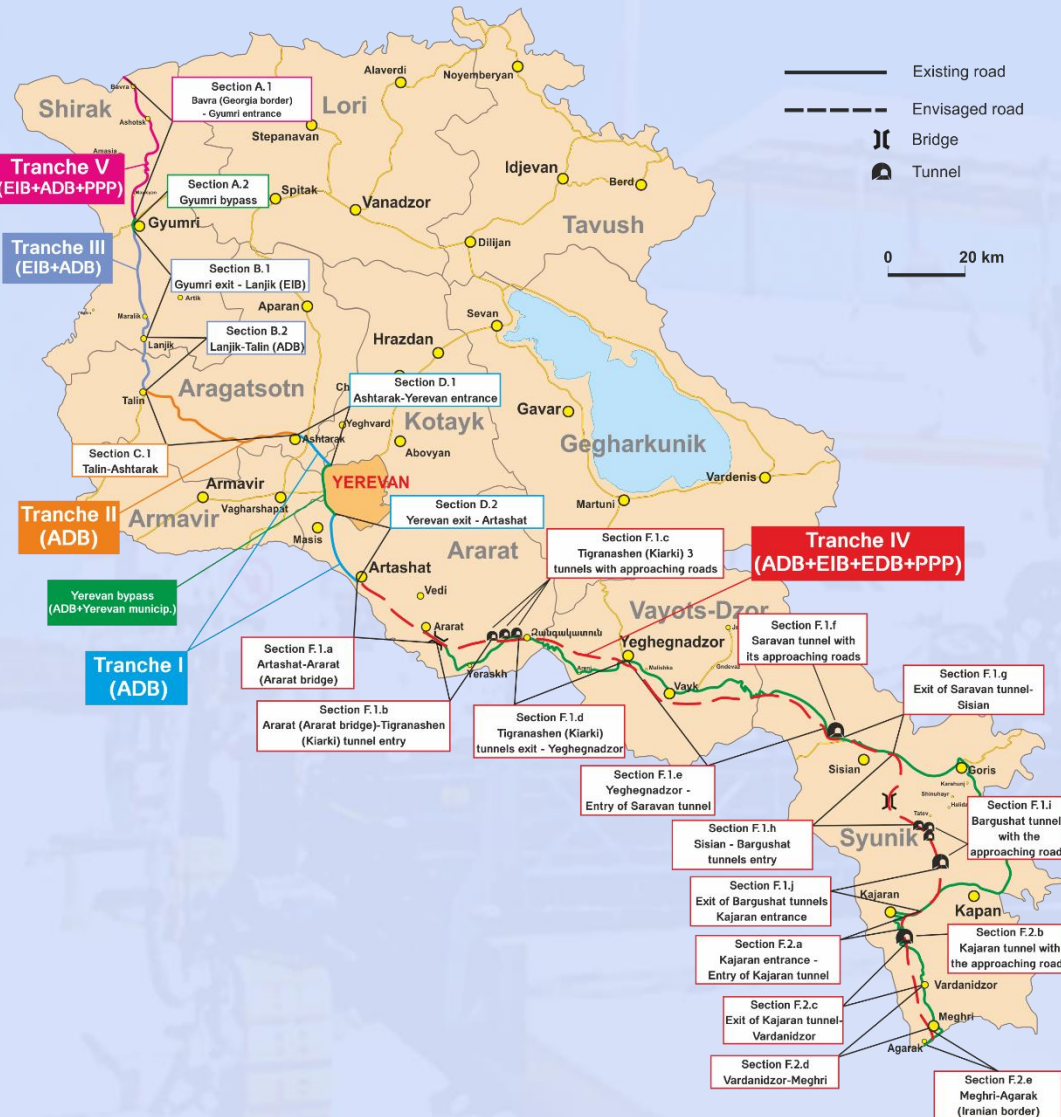 Existing road
Envisaged road
Bridge
Tunnel
0 20 km
Shirak
Lori
Tavush
Aragatsotn
Kotayk
Gegharkunik
Armavir
Ararat
Vayots-Dzor
Syunik
Bavra
Ashotsk
Amasia
Gyumri
Artik
Maralik
Lanjik
Talin
Alaverdi
Noyemberyan
Stepanavan
Spitak
Vanadzor
Idjevan
Berd
Dilijan
Aparan
Sevan
Hrazdan
Ch
Yeghvard
Abovyan
Ashtarak
Gavar
Vardenis
Martuni
Armavir
Vagharshapat
YEREVAN
Masis
Artashat
Vedi
Ararat
Yeraskh
Զանգակատուն
Areni
Yeghegnadzor
Malishka
Vayk
Gndevaz
Sisian
Goris
Karahunj
Shinuhayr
Halidz
Tatev
Kajaran
Kapan
Vardanidzor
Meghri
Agarak
Section A.1
Bavra (Georgia border)
- Gyumri entrance
Tranche V
(EIB+ADB+PPP)
Section A.2
Gyumri bypass
Tranche III
(EIB+ADB)
Section B.1
Gyumri exit - Lanjik (EIB)
Section B.2
Lanjik-Talin (ADB)
Section D.1
Ashtarak-Yerevan entrance
Section C.1
Talin-Ashtarak
Tranche II
(ADB)
Section D.2
Yerevan exit - Artashat
Yerevan bypass
(ADB+Yerevan municip.)
Tranche I
(ADB)
Section F.1.c
Tigranashen (Kiarki) 3
tunnels with approaching roads
Tranche IV
(ADB+EIB+EDB+PPP)
Section F.1.a
Artashat-Ararat
(Ararat bridge)
Section F.1.b
Ararat (Ararat bridge)-Tigranashen
(Kiarki) tunnel entry
Section F.1.d
Tigranashen (Kiarki)
tunnels exit - Yeghegnadzor
Section F.1.f
Saravan tunnel with
its approaching roads
Section F.1.g
Exit of Saravan tunnel-
Sisian
Section F.1.e
Yeghegnadzor -
Entry of Saravan tunnel
Section F.1.h
Sisian - Bargushat
tunnels entry
Section F.1.i
Bargushat tunnel
with the
approaching road
Section F.1.j
Exit of Bargushat tunnels
Kajaran entrance
Section F.2.a
Kajaran entrance -
Entry of Kajaran tunnel
Section F.2.b
Kajaran tunnel with
the approaching road
Section F.2.c
Exit of Kajaran tunnel-
Vardanidzor
Section F.2.d
Vardanidzor-Meghri
Section F.2.e
Meghri-Agarak
(Iranian border)